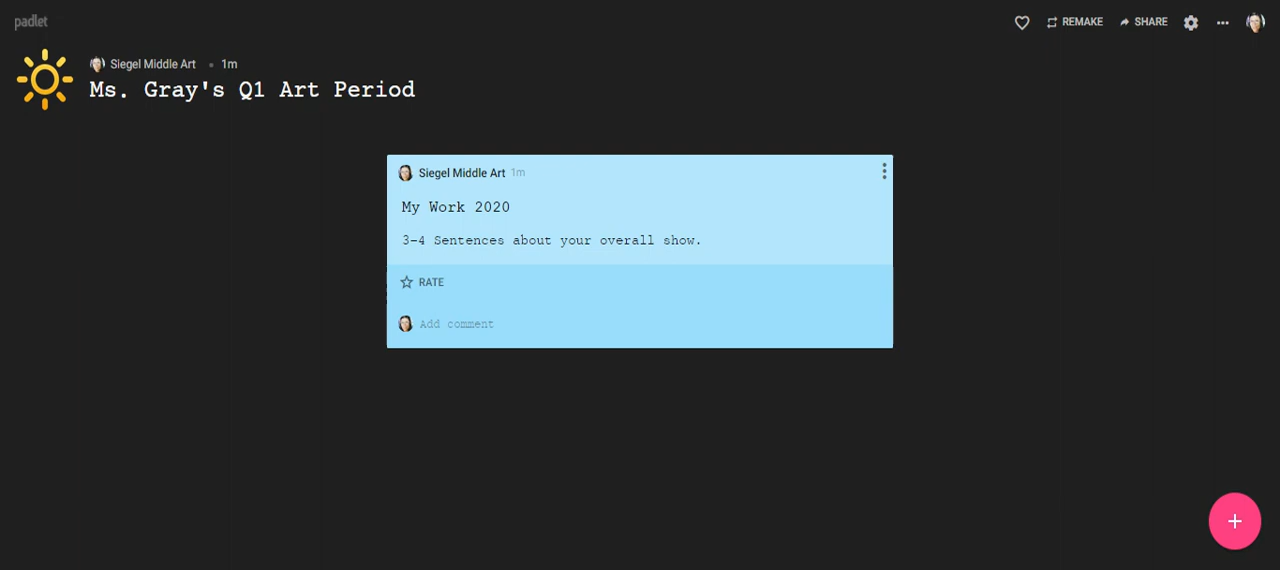 padlet
REMAKE
SHARE
Siegel Middle Art • 1m
Ms. Gray's Q1 Art Period
Siegel Middle Art 1m
My Work 2020
3-4 Sentences about your overall show.
RATE
Add comment